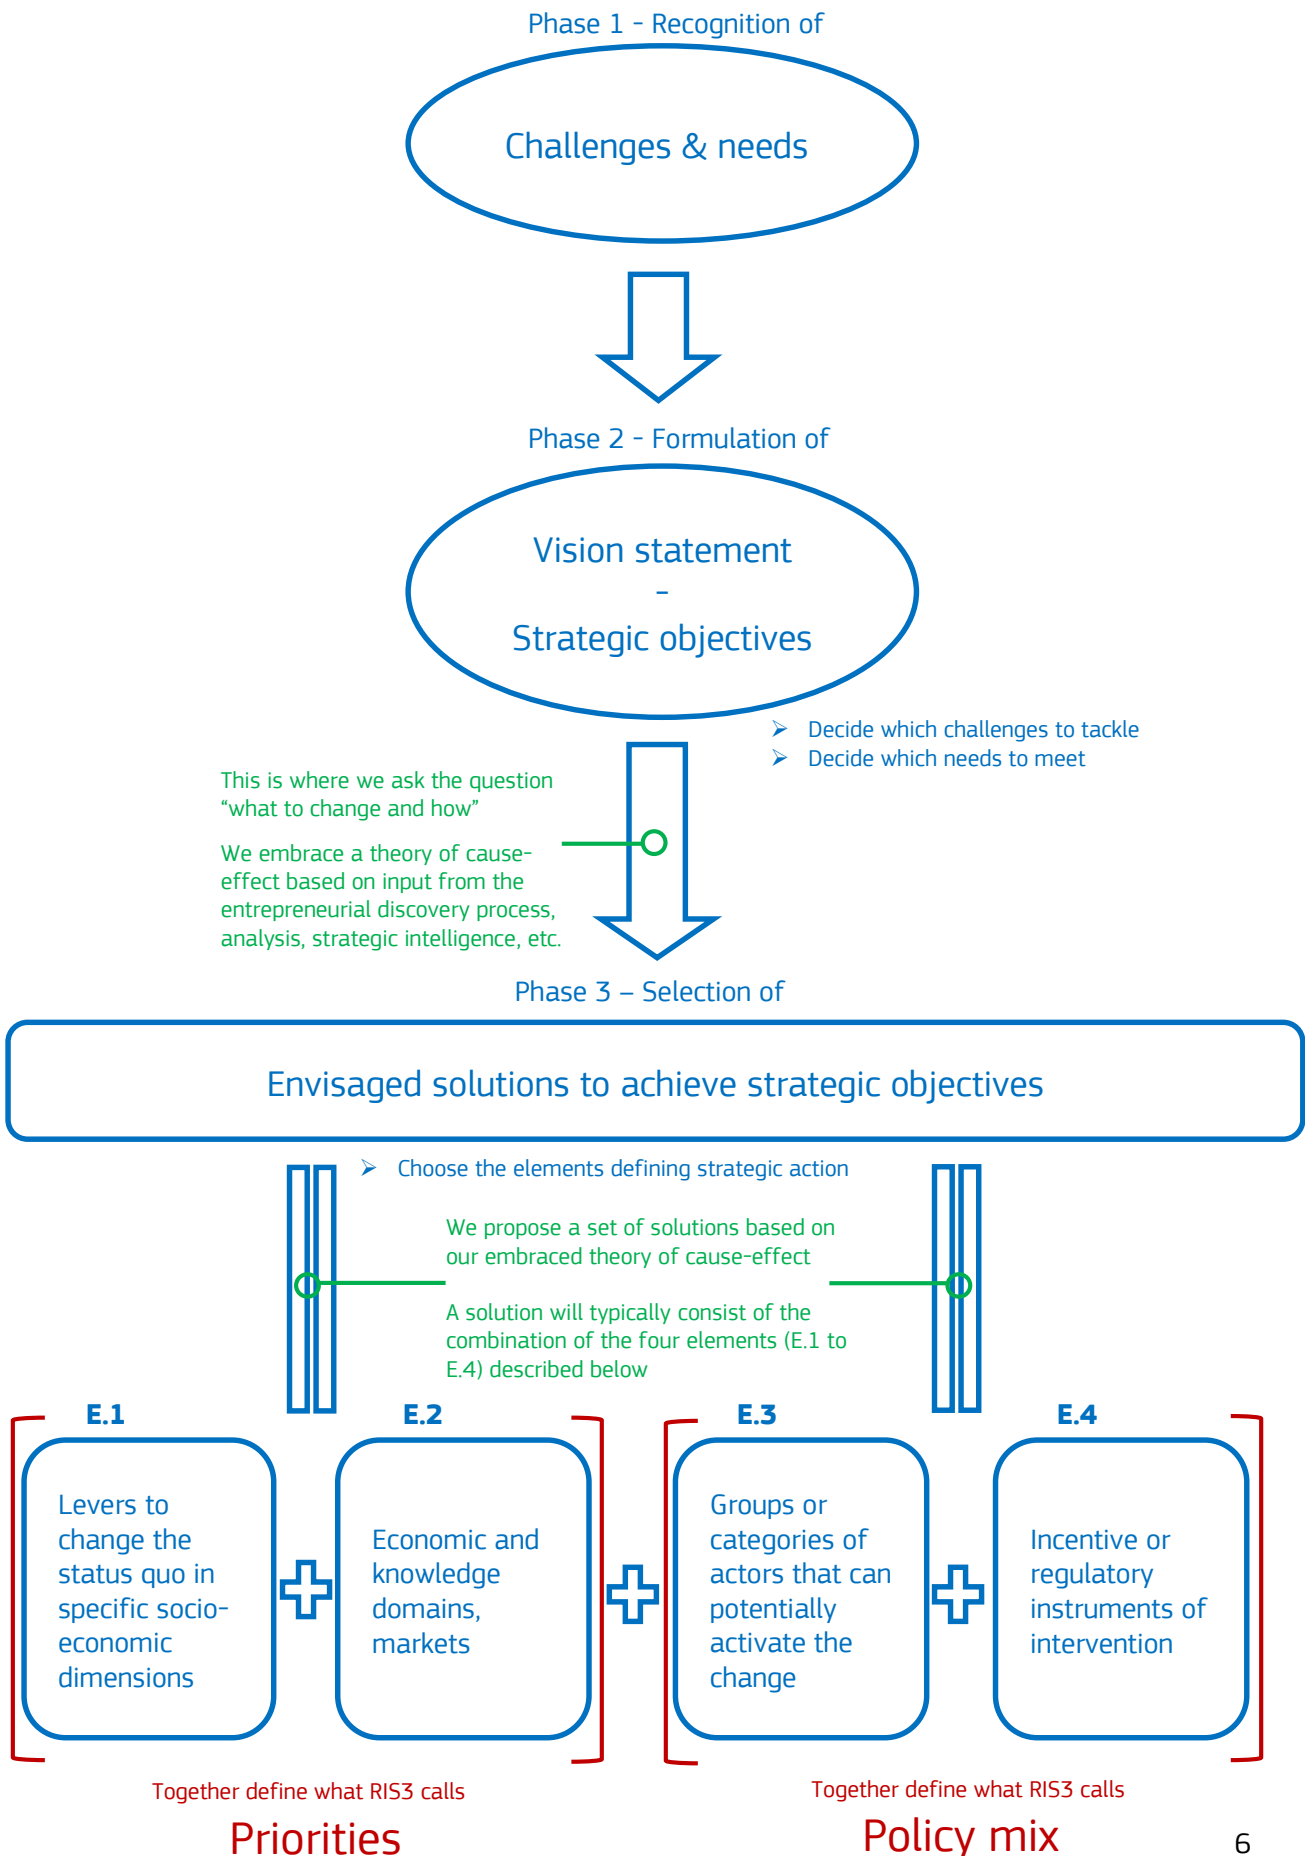 Phase 1 - Recognition of
Challenges & needs
Phase 2 - Formulation of
Vision statement
-
Strategic objectives
➢ Decide which challenges to tackle
➢ Decide which needs to meet
This is where we ask the question
“what to change and how”
We embrace a theory of cause-
effect based on input from the
entrepreneurial discovery process,
analysis, strategic intelligence, etc.
Phase 3 – Selection of
Envisaged solutions to achieve strategic objectives
➢ Choose the elements defining strategic action
We propose a set of solutions based on
our embraced theory of cause-effect
A solution will typically consist of the
combination of the four elements (E.1 to
E.4) described below
E.1
Levers to
change the
status quo in
specific socio-
economic
dimensions
E.2
Economic and
knowledge
domains,
markets
E.3
Groups or
categories of
actors that can
potentially
activate the
change
E.4
Incentive or
regulatory
instruments of
intervention
Together define what RIS3 calls
Priorities
Together define what RIS3 calls
Policy mix
6